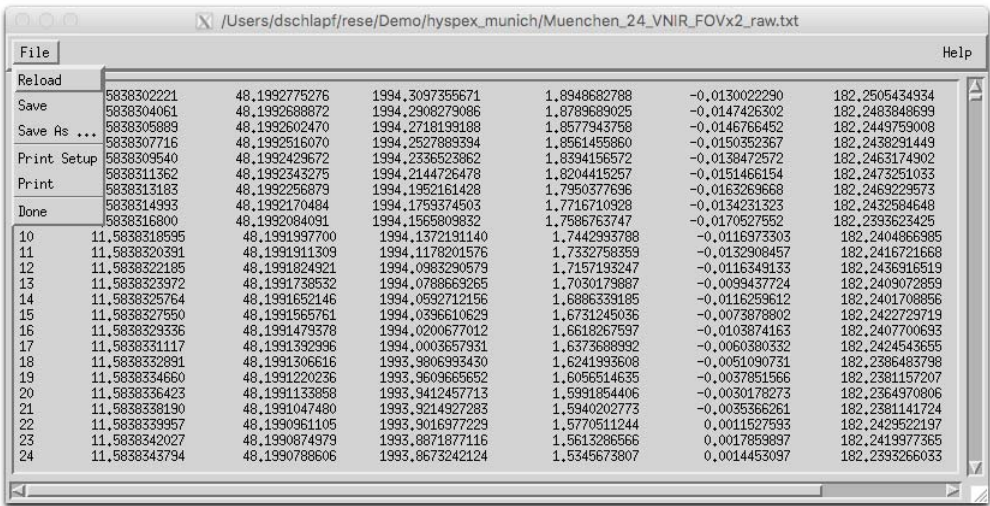 /Users/dschlapf/rese/Demo/hyspex_munich/Muenchen_24_VNIR_FOVx2_raw.txt
File Help
Reload
5838302221 48.1992775276 1994.3097355671 1.8948682788 -0.0130022290 182.2505434934
Save
5838304061 48.1992688872 1994.2908279086 1.8789689025 -0.0147426302 182.2483848699
Save As ...
5838305889 48.1992602470 1994.2718199188 1.8577943758 -0.0146766452 182.2449759008
5838307716 48.1992516070 1994.2527889394 1.8561455860 -0.0150352367 182.2438291449
Print Setup
5838309540 48.1992429672 1994.2336523862 1.8394156572 -0.0138472572 182.2463174902
5838311362 48.1992343275 1994.2144726478 1.8204415257 -0.0151466154 182.2473251033
Print
5838313183 48.1992256879 1994.1952161428 1.7950377696 -0.0163269668 182.2469229573
5838314993 48.1992170484 1994.1759374503 1.7716710928 -0.0134231323 182.2432584648
Done
5838316800 48.1992084091 1994.1565809832 1.7586763747 -0.0170527552 182.2393623425
10 11.5838318595 48.1991997700 1994.1372191140 1.7442993788 -0.0116973303 182.2404866985
11 11.5838320391 48.1991911309 1994.1178201576 1.7332758359 -0.0132908457 182.2416721668
12 11.5838322185 48.1991824921 1994.0983290579 1.7157193247 -0.0116349133 182.2436916519
13 11.5838323972 48.1991738532 1994.0788669265 1.7030179887 -0.0099437724 182.2409072859
14 11.5838325764 48.1991652146 1994.0592712156 1.6886339185 -0.0116259612 182.2401708856
15 11.5838327550 48.1991565761 1994.0396610629 1.6731245036 -0.0073878802 182.2422729719
16 11.5838329336 48.1991479378 1994.0200677012 1.6618267597 -0.0103874163 182.2407700693
17 11.5838331117 48.1991392996 1994.0003657931 1.6373688992 -0.0060380332 182.2424543655
18 11.5838332891 48.1991306616 1993.9806993430 1.6241993608 -0.0051090731 182.2386483798
19 11.5838334660 48.1991220236 1993.9609665652 1.6056514635 -0.0037851566 182.2381157207
20 11.5838336423 48.1991133858 1993.9412457713 1.5991854406 -0.0030178273 182.2364970806
21 11.5838338190 48.1991047480 1993.9214927283 1.5940202773 -0.0035366261 182.2381141724
22 11.5838339957 48.1990961105 1993.9016977229 1.5770511244 0.0011527593 182.2429522197
23 11.5838342027 48.1990874979 1993.8871877116 1.5613286566 0.0017859897 182.2419977365
24 11.5838343794 48.1990788606 1993.8673242124 1.5345673807 0.0014453097 182.2393266033